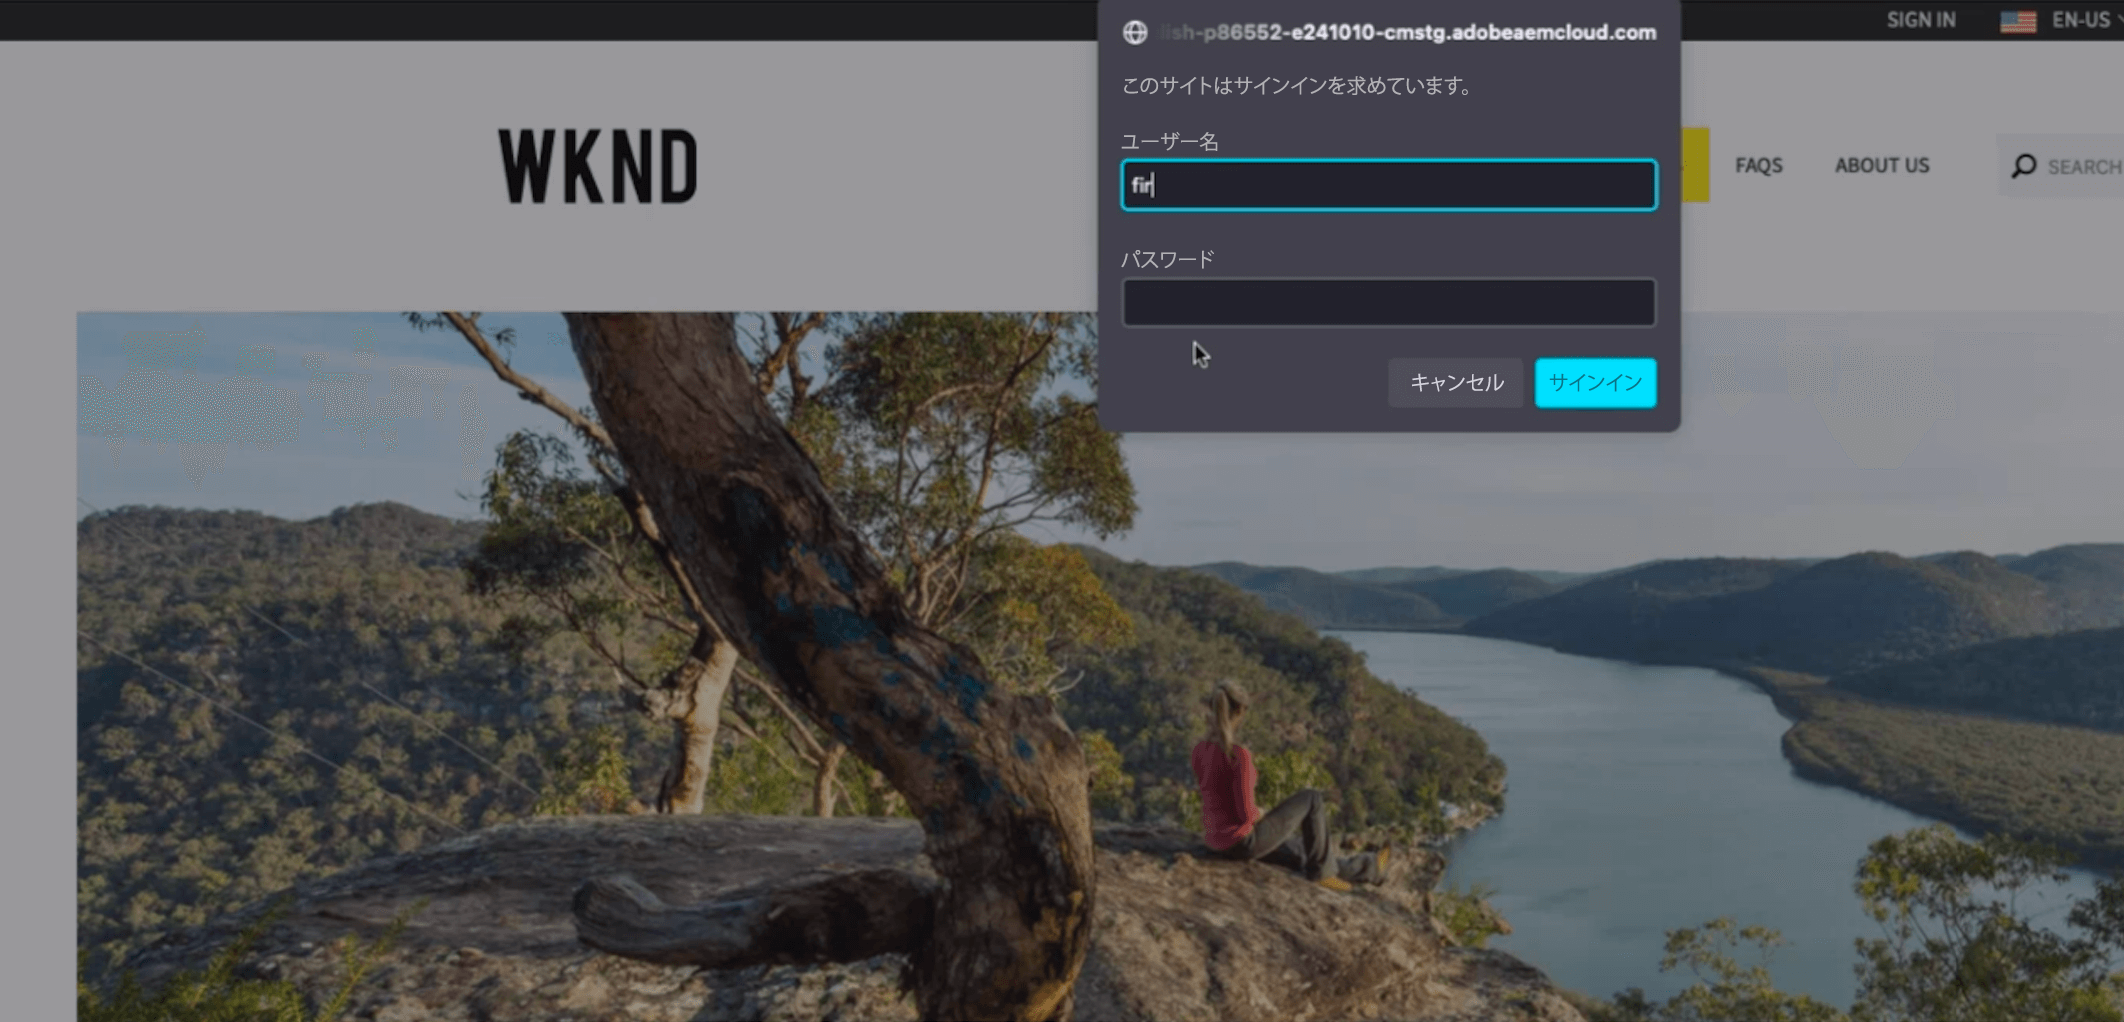 SIGN IN
EN-US
lish-p86552-e241010-cmstg.adobeaemcloud.com
このサイトはサインインを求めています。
ユーザー名
fir
パスワード
キャンセル
サインイン
WKND
FAQS
ABOUT US
SEARCH